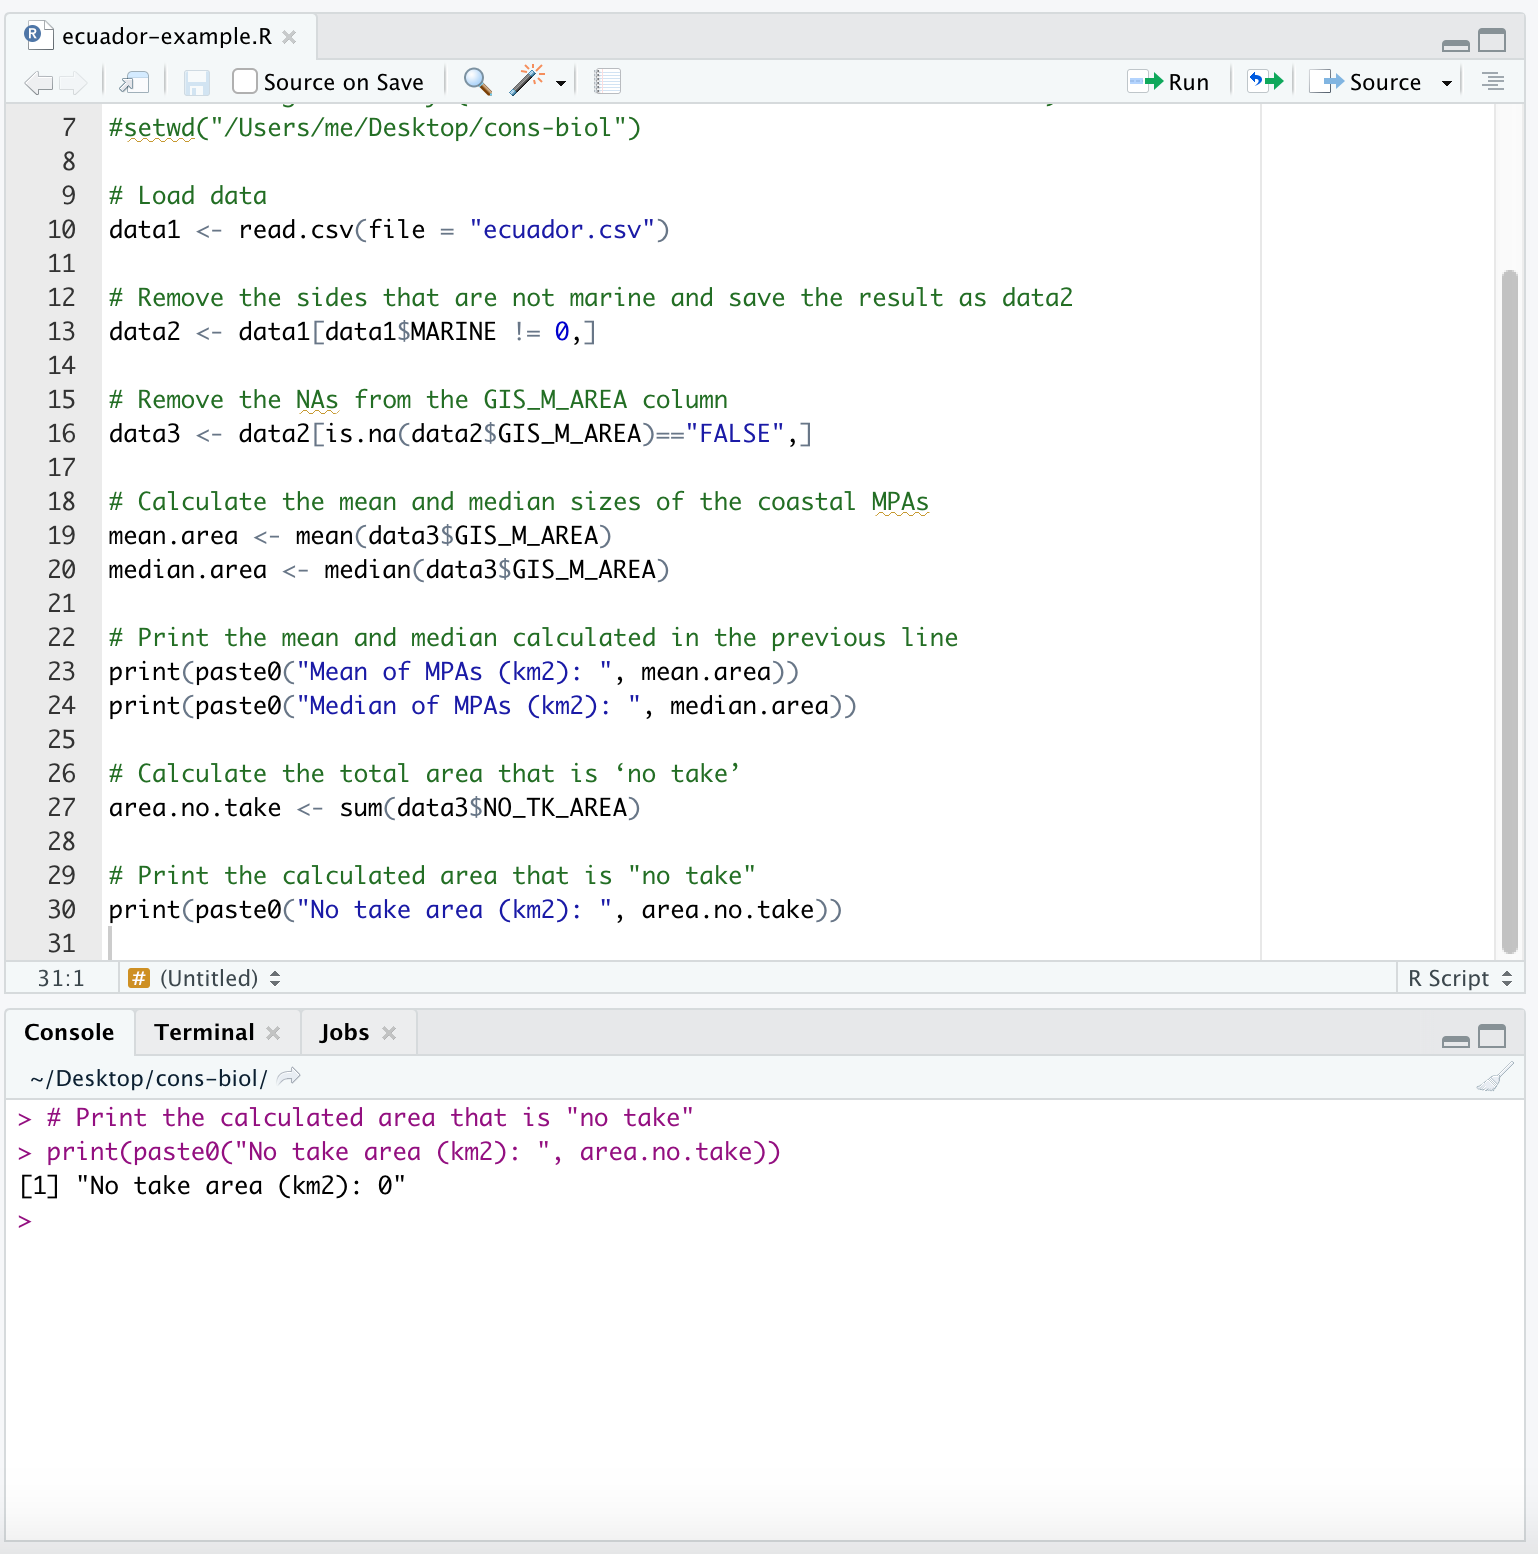 ecuador-example.R
Source on Save
Run
Source
7 #setwd("/Users/me/Desktop/cons-biol")
8
9 # Load data
10 data1 <- read.csv(file = "ecuador.csv")
11
12 # Remove the sides that are not marine and save the result as data2
13 data2 <- data1[data1$MARINE != 0,]
14
15 # Remove the NAs from the GIS_M_AREA column
16 data3 <- data2[is.na(data2$GIS_M_AREA)=="FALSE",]
17
18 # Calculate the mean and median sizes of the coastal MPAs
19 mean.area <- mean(data3$GIS_M_AREA)
20 median.area <- median(data3$GIS_M_AREA)
21
22 # Print the mean and median calculated in the previous line
23 print(paste0("Mean of MPAs (km2): ", mean.area))
24 print(paste0("Median of MPAs (km2): ", median.area))
25
26 # Calculate the total area that is ‘no take’
27 area.no.take <- sum(data3$NO_TK_AREA)
28
29 # Print the calculated area that is "no take"
30 print(paste0("No take area (km2): ", area.no.take))
31
31:1 # (Untitled) R Script
Console Terminal Jobs
~/Desktop/cons-biol/
> # Print the calculated area that is "no take"
> print(paste0("No take area (km2): ", area.no.take))
[1] "No take area (km2): 0"
>